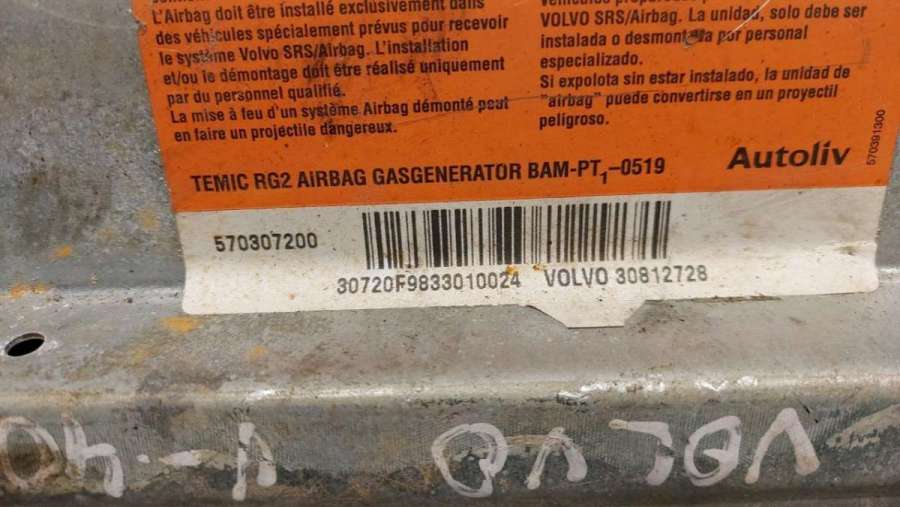 L'Airbag doit être installé exclusivement dans
des véhicules spécialement prévus pour recevoir
le système Volvo SRS/Airbag. L'installation
et/ou le démontage doit être réalisé uniquement
par du personnel qualifié.
La mise à feu d'un système Airbag démonté peut
en faire un projectile dangereux.
VOLVO SRS/Airbag. La unidad, solo debe ser
instalada o desmontada por personal
especializado.
Si expolota sin estar instalado, la unidad de
"airbag" puede convertirse en un proyectil
peligroso.
Autoliv
570391300
TEMIC RG2 AIRBAG GASGENERATOR BAM-PT1-0519
570307200
30720F9833010024 VOLVO 30812728
VOLVO V-40